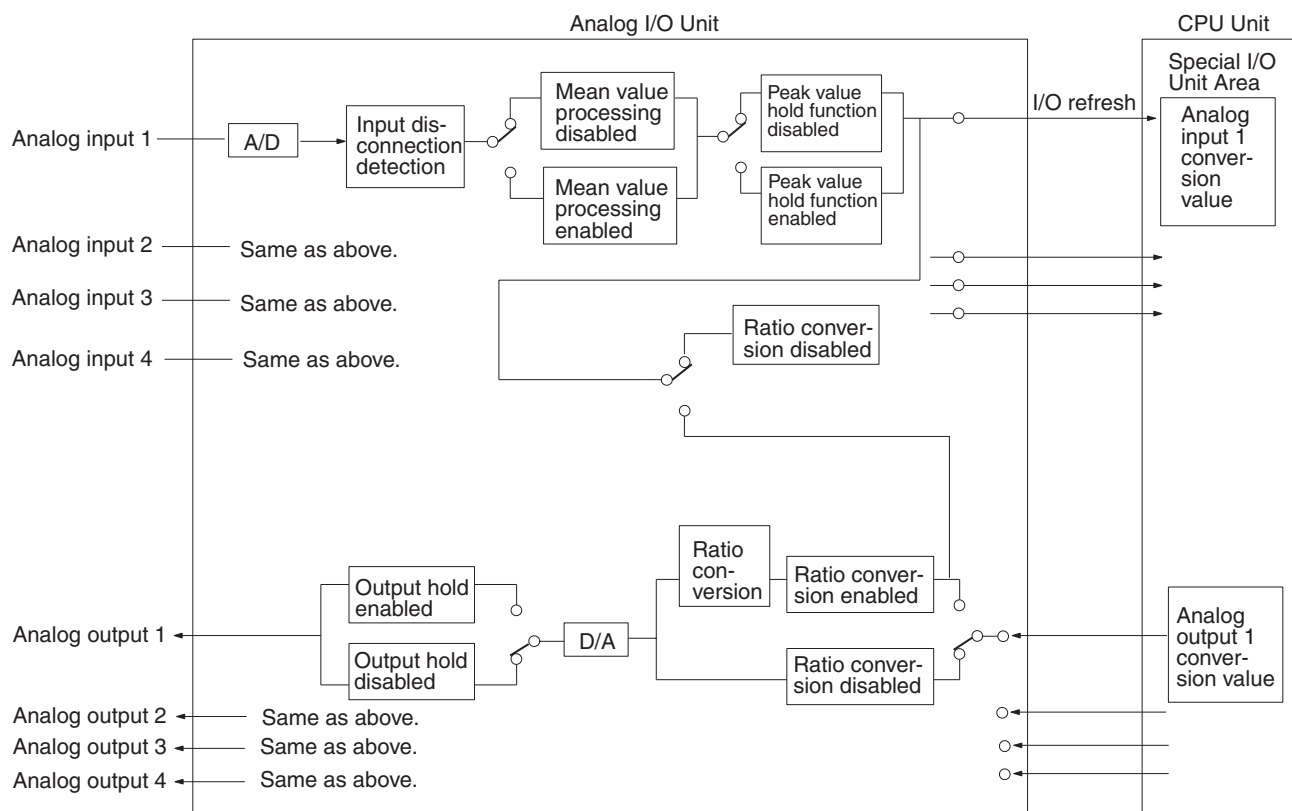 Analog I/O Unit
CPU Unit
Special I/O
Unit Area
I/O refresh
Analog input 1
A/D
Input dis-
connection
detection
Mean value
processing
disabled
Mean value
processing
enabled
Peak value
hold function
disabled
Peak value
hold function
enabled
Analog
input 1
conver-
sion
value
Analog input 2
Same as above.
Analog input 3
Same as above.
Analog input 4
Same as above.
Ratio conver-
sion disabled
Analog output 1
Output hold
enabled
Output hold
disabled
D/A
Ratio
con-
version
Ratio conver-
sion enabled
Ratio conver-
sion disabled
Analog
output 1
conver-
sion value
Analog output 2
Same as above.
Analog output 3
Same as above.
Analog output 4
Same as above.